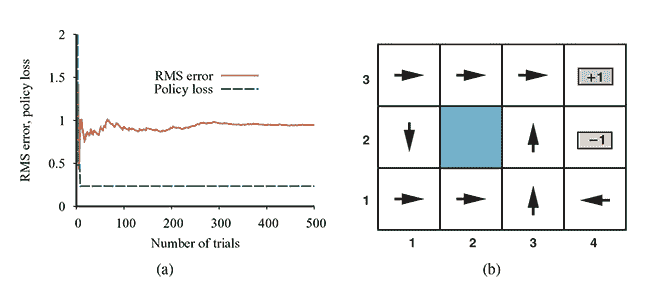 2
1.5
1
0.5
0
RMS error, policy loss
RMS error
Policy loss
0 100 200 300 400 500
Number of trials
(a)
3
+1
2
−1
1
1 2 3 4
(b)